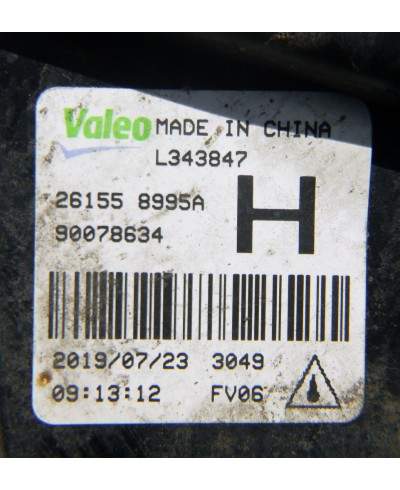 Valeo MADE IN CHINA
L343847
26155 8995A
H
90078634
2019/07/23 3049
09:13:12 FV06